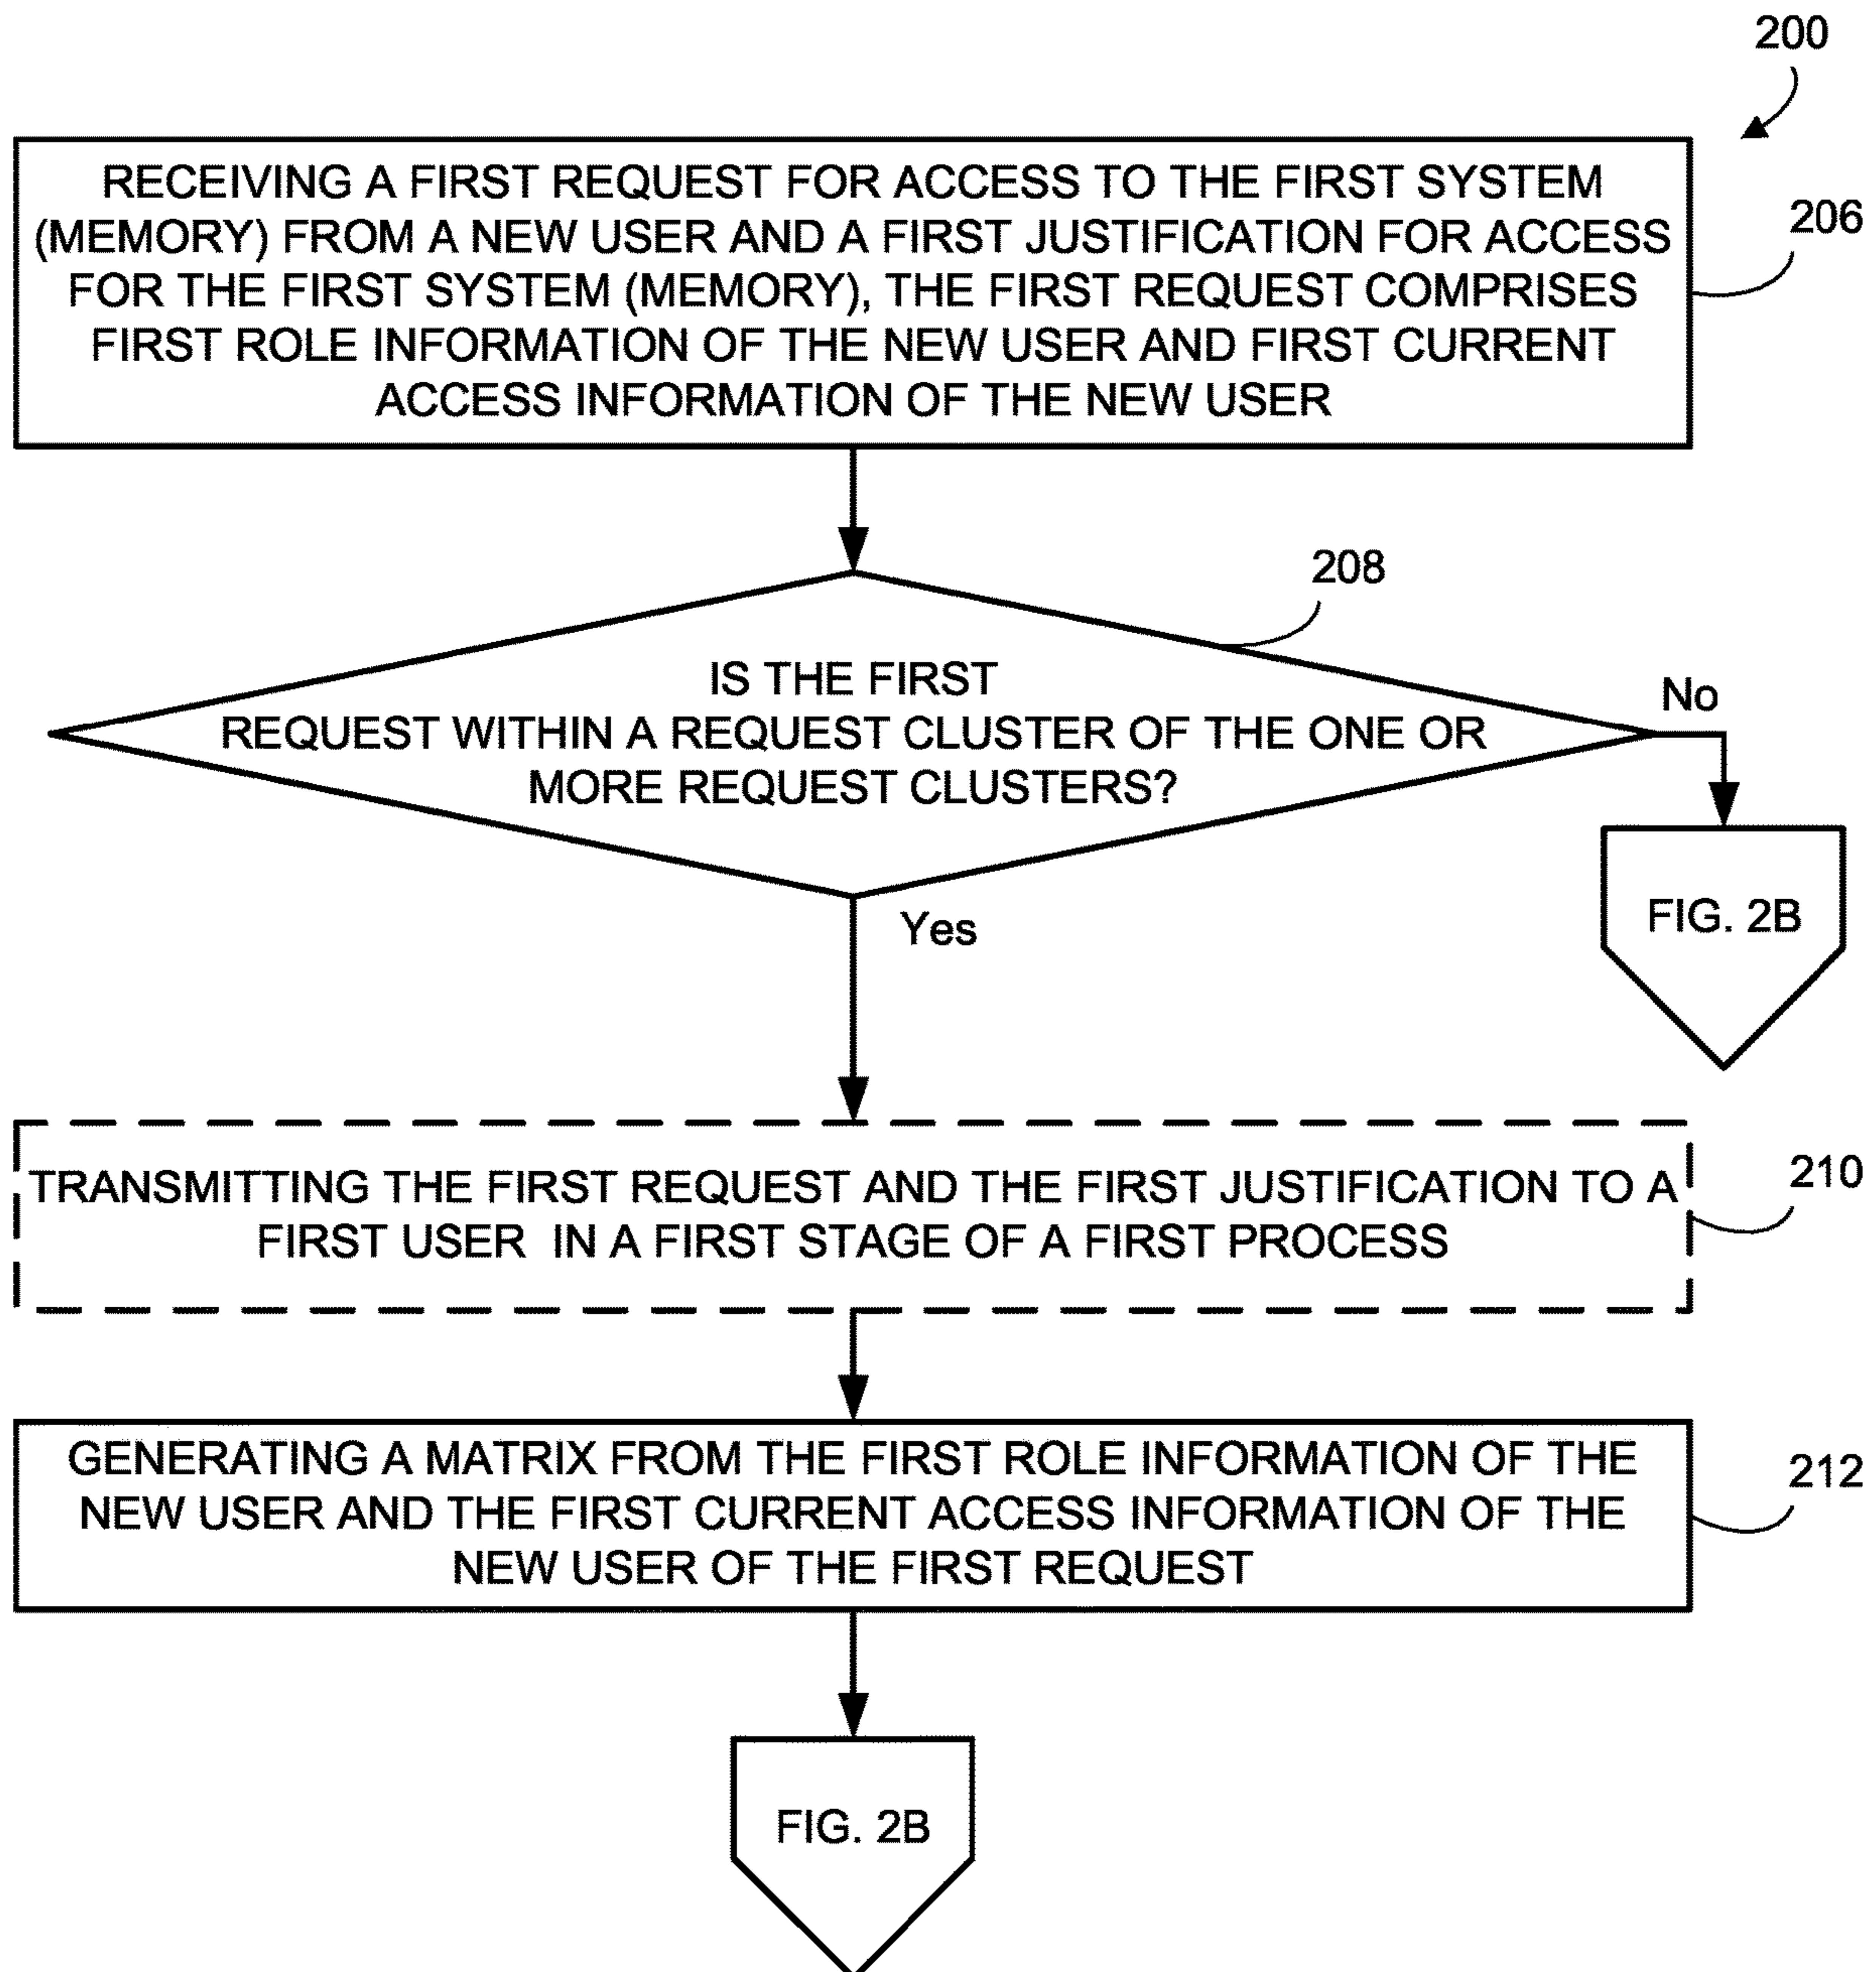 200
RECEIVING A FIRST REQUEST FOR ACCESS TO THE FIRST SYSTEM
(MEMORY) FROM A NEW USER AND A FIRST JUSTIFICATION FOR ACCESS
FOR THE FIRST SYSTEM (MEMORY), THE FIRST REQUEST COMPRISES
FIRST ROLE INFORMATION OF THE NEW USER AND FIRST CURRENT
ACCESS INFORMATION OF THE NEW USER
206
208
IS THE FIRST
REQUEST WITHIN A REQUEST CLUSTER OF THE ONE OR
MORE REQUEST CLUSTERS?
No
FIG. 2B
Yes
TRANSMITTING THE FIRST REQUEST AND THE FIRST JUSTIFICATION TO A
FIRST USER IN A FIRST STAGE OF A FIRST PROCESS
210
GENERATING A MATRIX FROM THE FIRST ROLE INFORMATION OF THE
NEW USER AND THE FIRST CURRENT ACCESS INFORMATION OF THE
NEW USER OF THE FIRST REQUEST
212
FIG. 2B